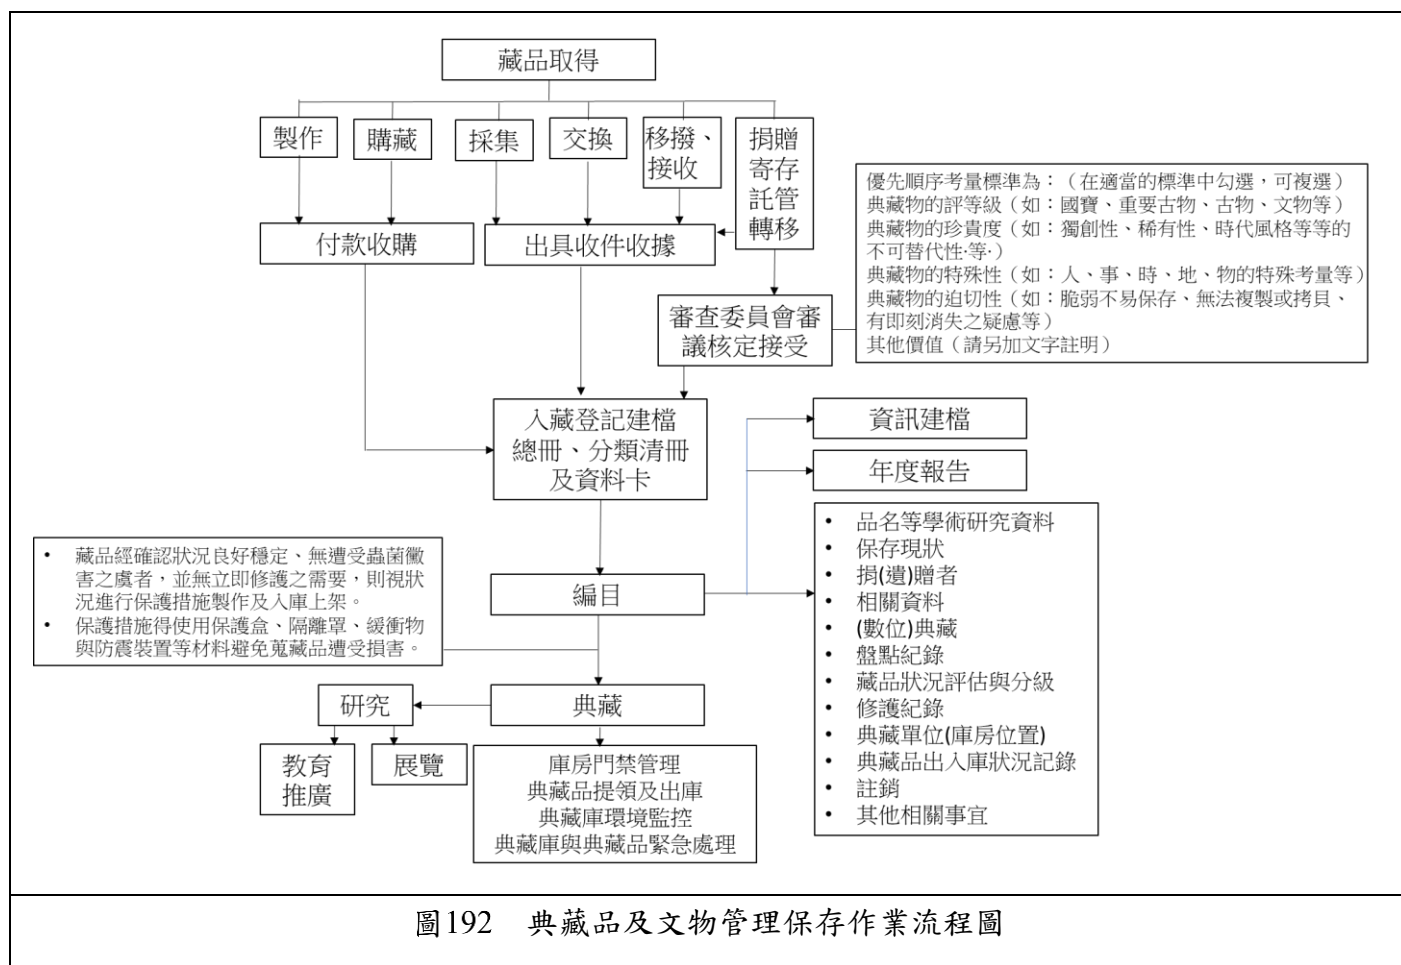 藏品取得
製作
購藏
採集
交換
移撥、
接收
捐贈
寄存
託管
轉移
付款收購
出具收件收據
優先順序考量標準為：（在適當的標準中勾選，可複選）
典藏物的評等級（如：國寶、重要古物、古物、文物等）
典藏物的珍貴度（如：獨創性、稀有性、時代風格等等的
不可替代性‧等‧）
典藏物的特殊性（如：人、事、時、地、物的特殊考量等）
典藏物的迫切性（如：脆弱不易保存、無法複製或拷貝、
有即刻消失之疑慮等）
其他價值（請另加文字註明）
審查委員會審
議核定接受
入藏登記建檔
總冊、分類清冊
及資料卡
資訊建檔
年度報告
• 品名等學術研究資料
• 保存現狀
• 捐(遺)贈者
• 相關資料
• (數位)典藏
• 盤點紀錄
• 藏品狀況評估與分級
• 修護紀錄
• 典藏單位(庫房位置)
• 典藏品出入庫狀況記錄
• 註銷
• 其他相關事宜
• 藏品經確認狀況良好穩定、無遭受蟲菌黴
害之虞者，並無立即修護之需要，則視狀
況進行保護措施製作及入庫上架。
• 保護措施得使用保護盒、隔離罩、緩衝物
與防震裝置等材料避免蒐藏品遭受損害。
編目
典藏
研究
教育
推廣
展覽
庫房門禁管理
典藏品提領及出庫
典藏庫環境監控
典藏庫與典藏品緊急處理
圖192　典藏品及文物管理保存作業流程圖